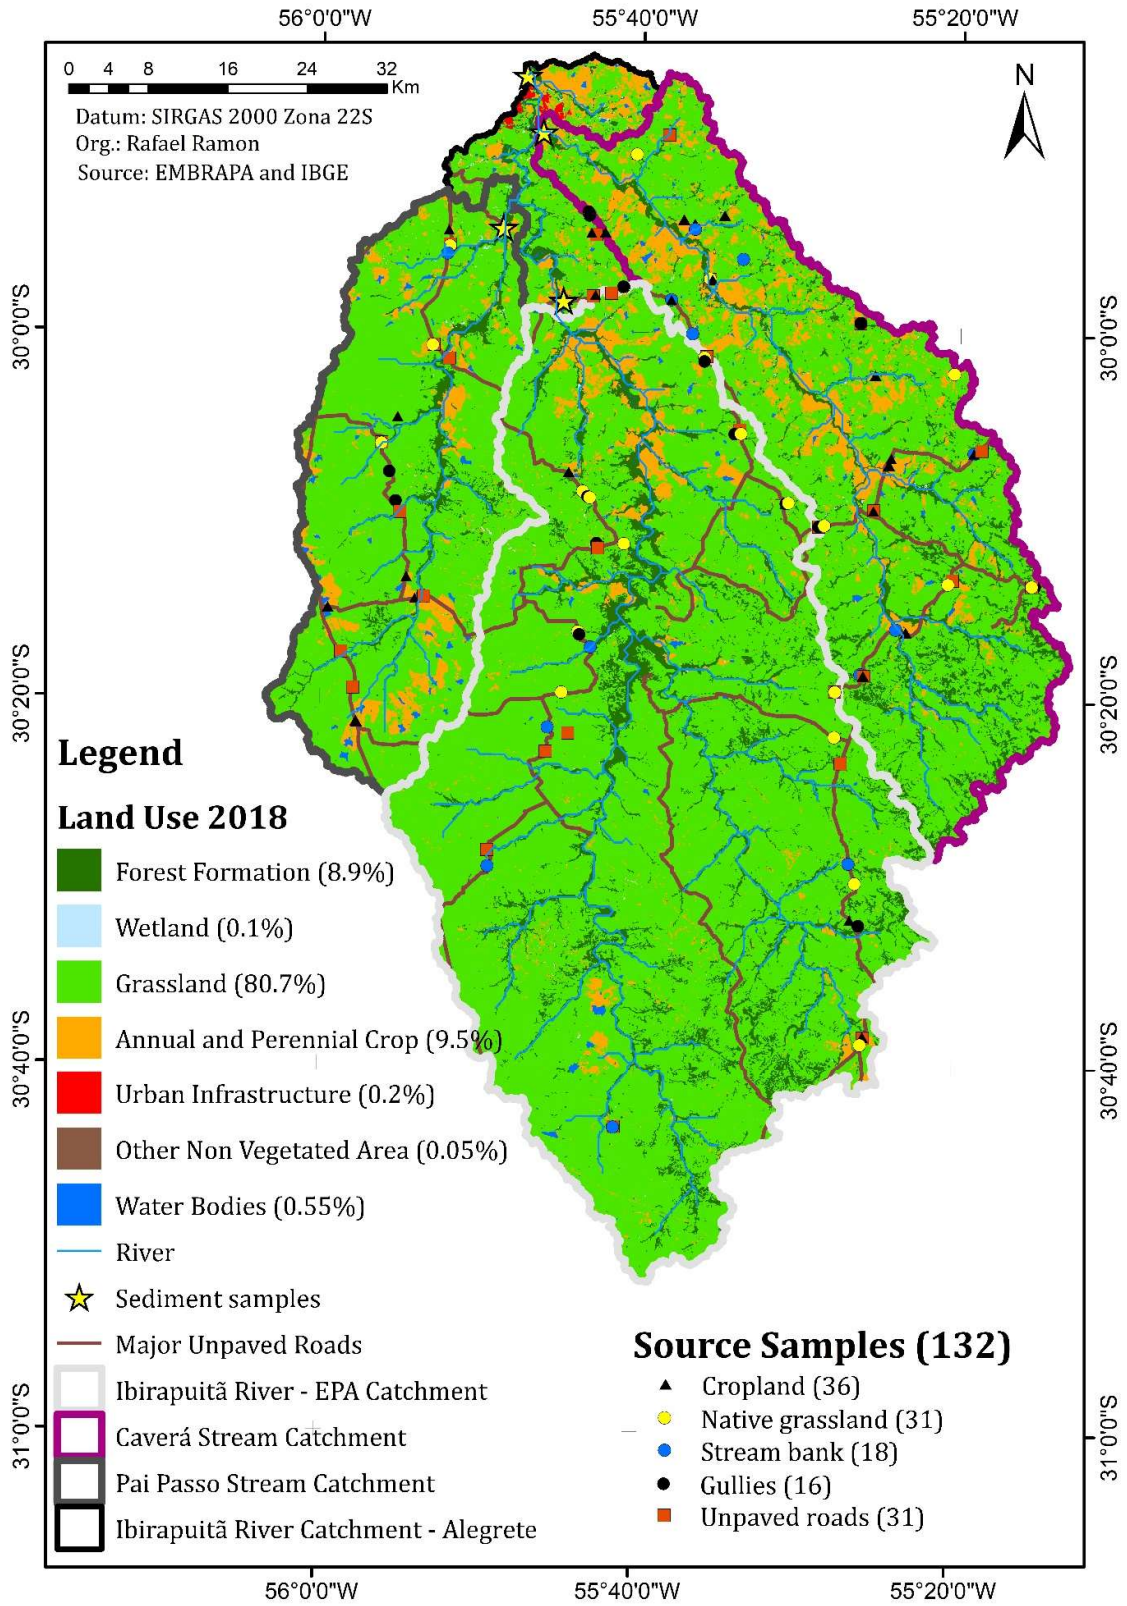 56°0'0"W
55°40'0"W
55°20'0"W
0 4 8 16 24 32
Km
Datum: SIRGAS 2000 Zona 22S
Org.: Rafael Ramon
Source: EMBRAPA and IBGE
N
30°0'0"S
30°0'0"S
30°20'0"S
30°20'0"S
30°40'0"S
30°40'0"S
31°0'0"S
31°0'0"S
Legend
Land Use 2018
Forest Formation (8.9%)
Wetland (0.1%)
Grassland (80.7%)
Annual and Perennial Crop (9.5%)
Urban Infrastructure (0.2%)
Other Non Vegetated Area (0.05%)
Water Bodies (0.55%)
River
Sediment samples
Major Unpaved Roads
Ibirapuitã River - EPA Catchment
Caverá Stream Catchment
Pai Passo Stream Catchment
Ibirapuitã River Catchment - Alegrete
Source Samples (132)
Cropland (36)
Native grassland (31)
Stream bank (18)
Gullies (16)
Unpaved roads (31)
56°0'0"W
55°40'0"W
55°20'0"W